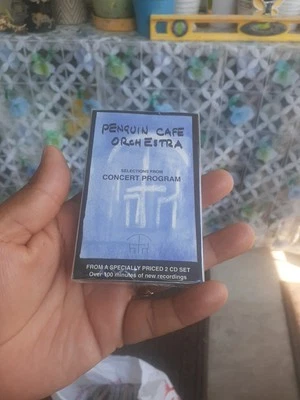 PENGUIN CAFE
ORCHESTRA
SELECTIONS FROM
CONCERT PROGRAM
FROM A SPECIALLY PRICED 2 CD SET
Over 100 minutes of new recordings